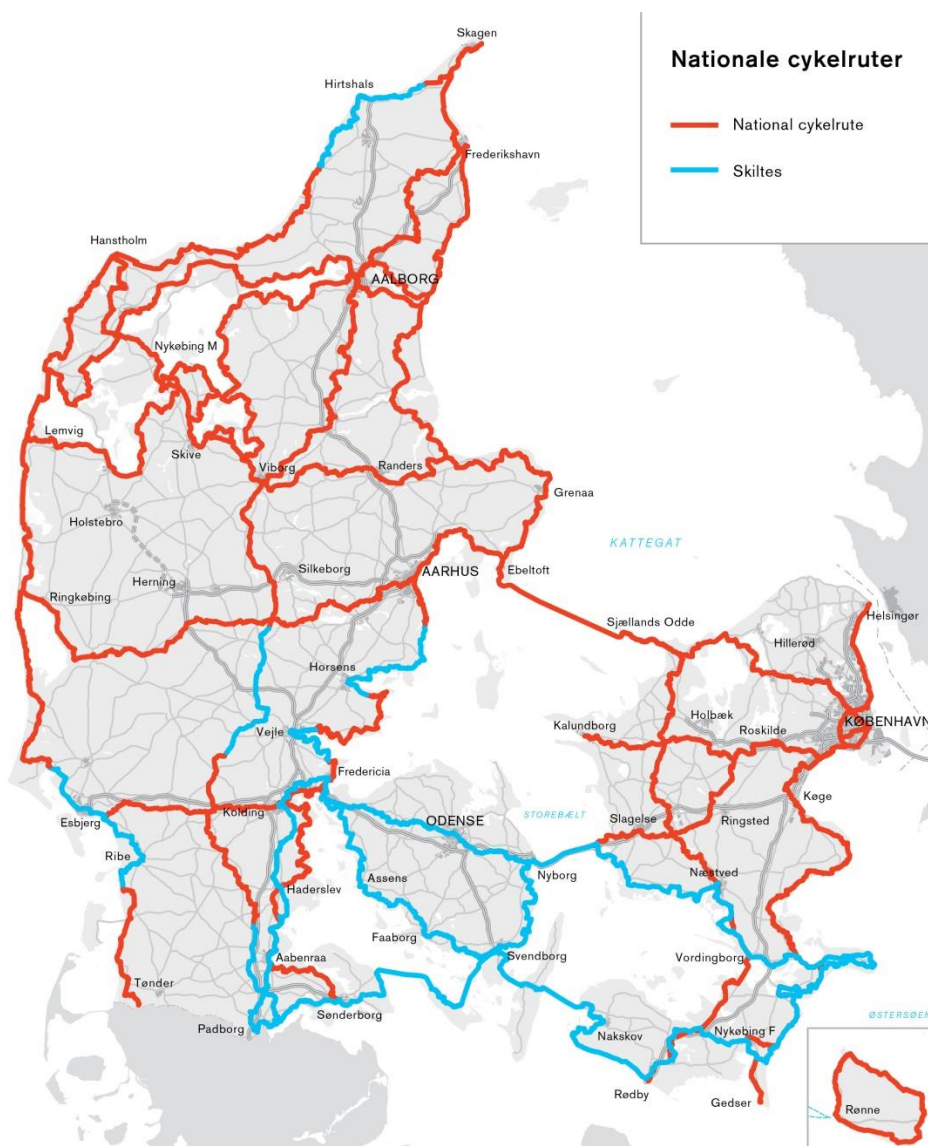 Nationale cykelruter
National cykelrute
Skiltes
Skagen
Hirtshals
Frederikshavn
Hanstholm
AALBORG
Nykøbing M
Lemvig
Skive
Viborg
Randers
Grenaa
Holstebro
KATTEGAT
Silkeborg
AARHUS
Ebeltoft
Herning
Ringkøbing
Sjællands Odde
Helsingør
Hillerød
Horsens
Holbæk
KØBENHAVN
Kalundborg
Roskilde
Vejle
Fredericia
Køge
Esbjerg
Kolding
ODENSE
STOREBÆLT
Slagelse
Ringsted
Ribe
Nyborg
Næstved
Assens
Haderslev
Faaborg
Svendborg
Vordingborg
Aabenraa
Tønder
Sønderborg
Padborg
Nakskov
Nykøbing F
ØSTERSØEN
Rødby
Gedser
Rønne